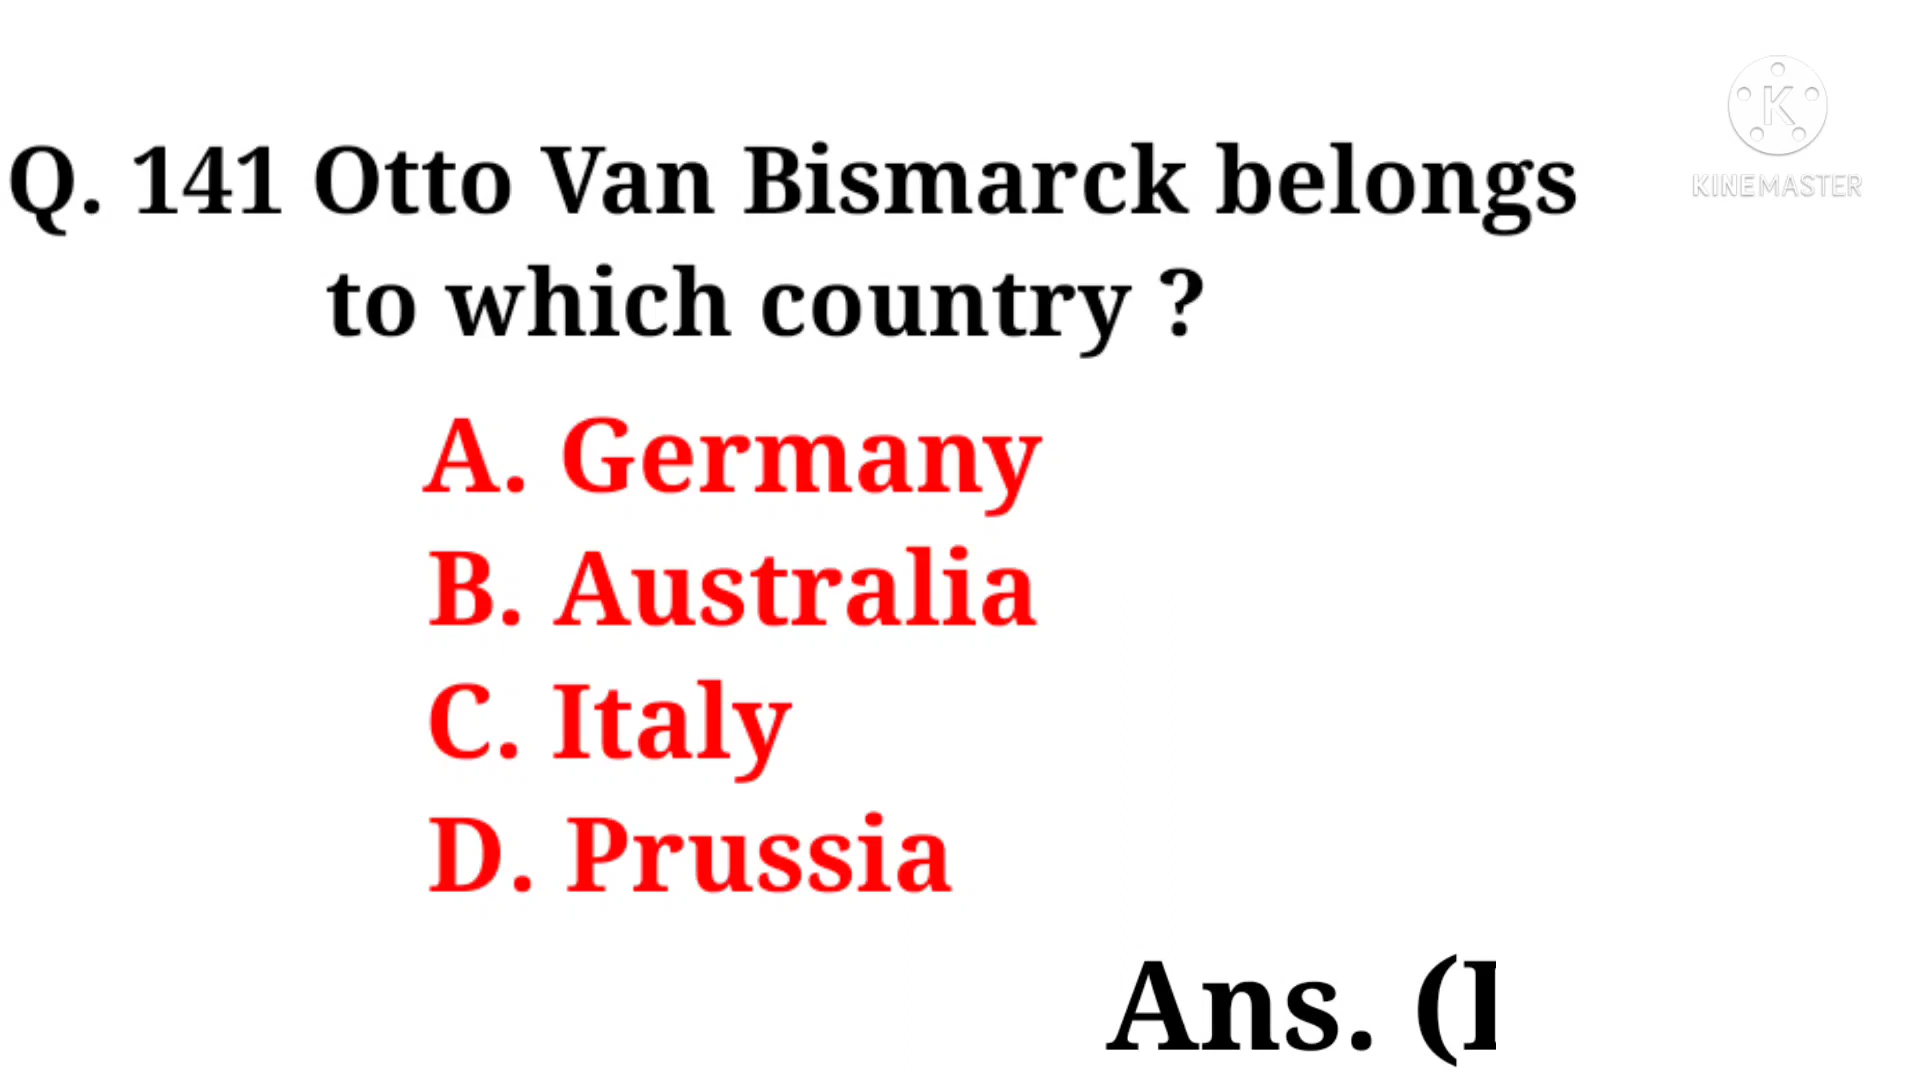 KINEMASTER
Q. 141 Otto Van Bismarck belongs
to which country ?
A. Germany
B. Australia
C. Italy
D. Prussia
Ans. (